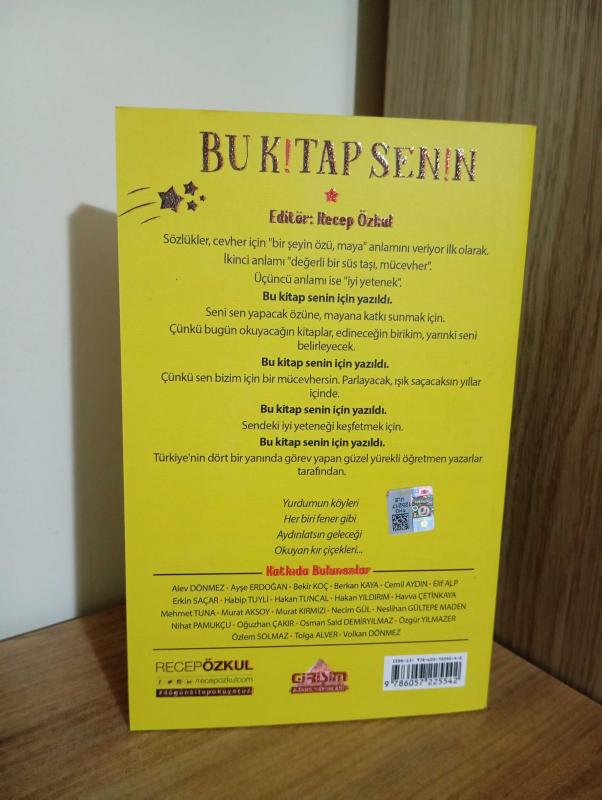 BU K!TAP SEN!N
Editör: Recep Özkul
Sözlükler, cevher için "bir şeyin özü, maya" anlamını veriyor ilk olarak.
İkinci anlamı "değerli bir süs taşı, mücevher".
Üçüncü anlamı ise "iyi yetenek".
Bu kitap senin için yazıldı.
Seni sen yapacak özüne, mayana katkı sunmak için.
Çünkü bugün okuyacağın kitaplar, edineceğin birikim, yarınki seni
belirleyecek.
Bu kitap senin için yazıldı.
Çünkü sen bizim için bir mücevhersin. Parlayacak, ışık saçacaksın yıllar
içinde.
Bu kitap senin için yazıldı.
Sendeki iyi yeteneği keşfetmek için.
Bu kitap senin için yazıldı.
Türkiye'nin dört bir yanında görev yapan güzel yürekli öğretmen yazarlar
tarafından.
Yurdumun köyleri
Her biri fener gibi
Aydınlatsın geleceği
Okuyan kır çiçekleri...
Katkıda Bulunanlar
Alev DÖNMEZ · Ayşe ERDOĞAN · Bekir KOÇ · Berkan KAYA · Cemil AYDIN · Elif ALP
Erkin SAÇAR · Habip TUYLİ · Hakan TUNCAL · Hakan YILDIRIM · Havva ÇETİNKAYA
Mehmet TUNA · Murat AKSOY · Murat KIRMIZI · Necim GÜL · Neslihan GÜLTEPE MADEN
Nihat PAMUKÇU · Oğuzhan ÇAKIR · Osman Said DEMİRYILMAZ · Özgür YILMAZER
Özlem SOLMAZ · Tolga ALVER · Volkan DÖNMEZ
RECEPÖZKUL
/recepozkulcom
GİRİŞİM
AJANS YAYINLARI
9 786057 225542